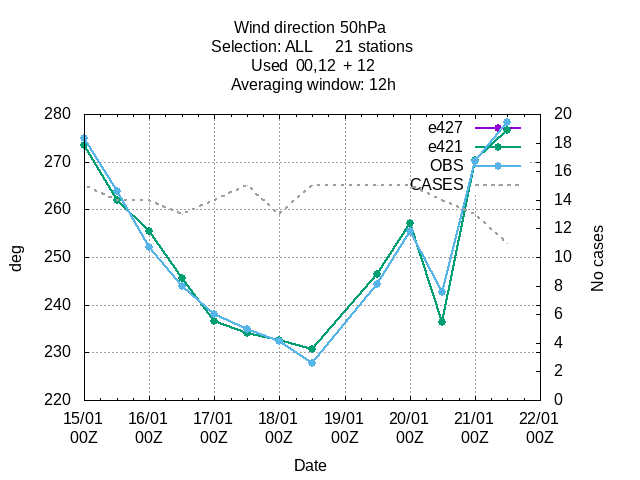 Wind direction 50hPa
Selection: ALL 21 stations
Used 00,12 + 12
Averaging window: 12h
280 20
e427
18
e421
270 16
OBS
CASES
14
260
12
deg
250 10
No cases
8
240
6
4
230
2
220 0
15/01 16/01 17/01 18/01 19/01 20/01 21/01 22/01
00Z 00Z 00Z 00Z 00Z 00Z 00Z 00Z
Date